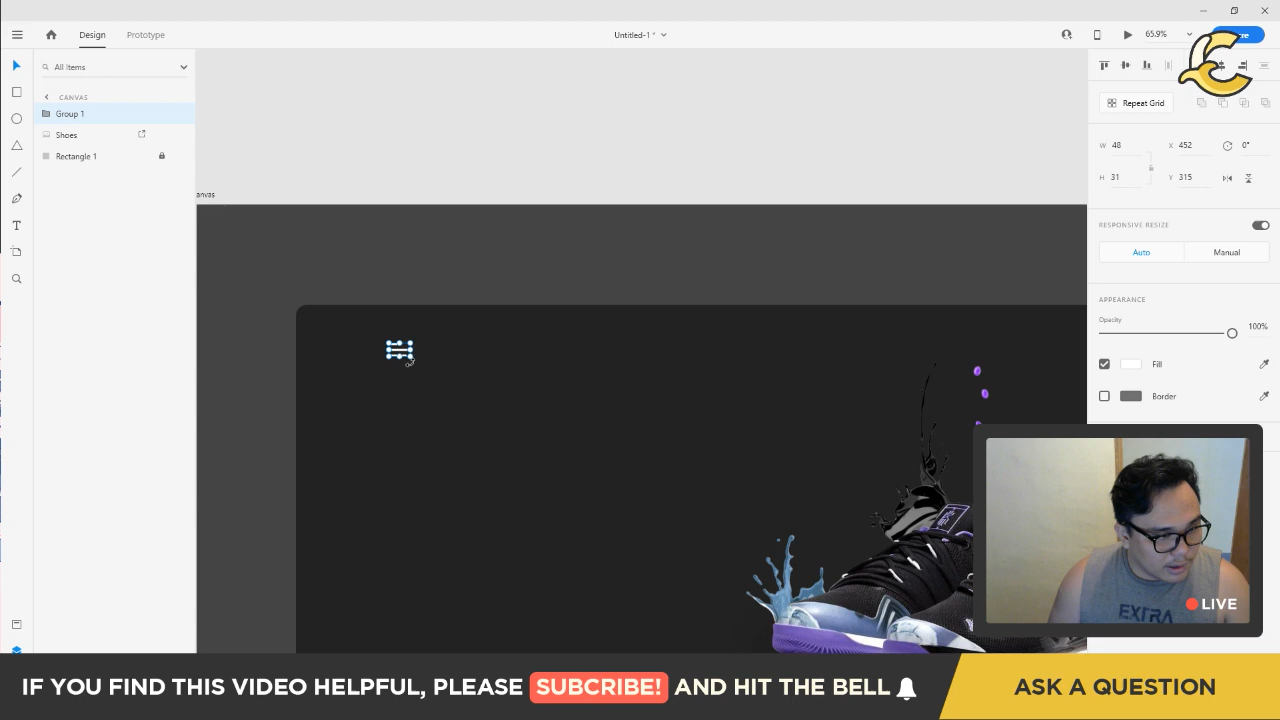 Design
Prototype
Untitled-1 *
65.9%
All Items
CANVAS
Group 1
Shoes
Rectangle 1
anvas
Repeat Grid
W 48 X 452 0°
H 31 Y 315
RESPONSIVE RESIZE
Auto Manual
APPEARANCE
Opacity
100%
Fill
Border
EXTRA
LIVE
IF YOU FIND THIS VIDEO HELPFUL, PLEASE SUBCRIBE! AND HIT THE BELL
ASK A QUESTION